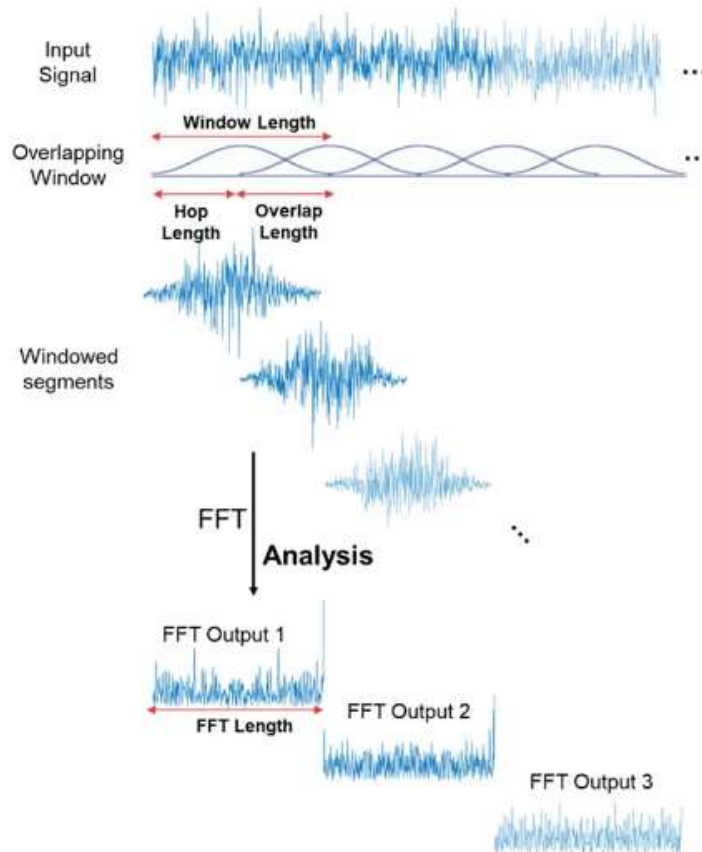 Input
Signal
...
Window Length
Overlapping
Window
...
Hop
Length
Overlap
Length
Windowed
segments
FFT
Analysis
...
FFT Output 1
FFT Length
FFT Output 2
FFT Output 3